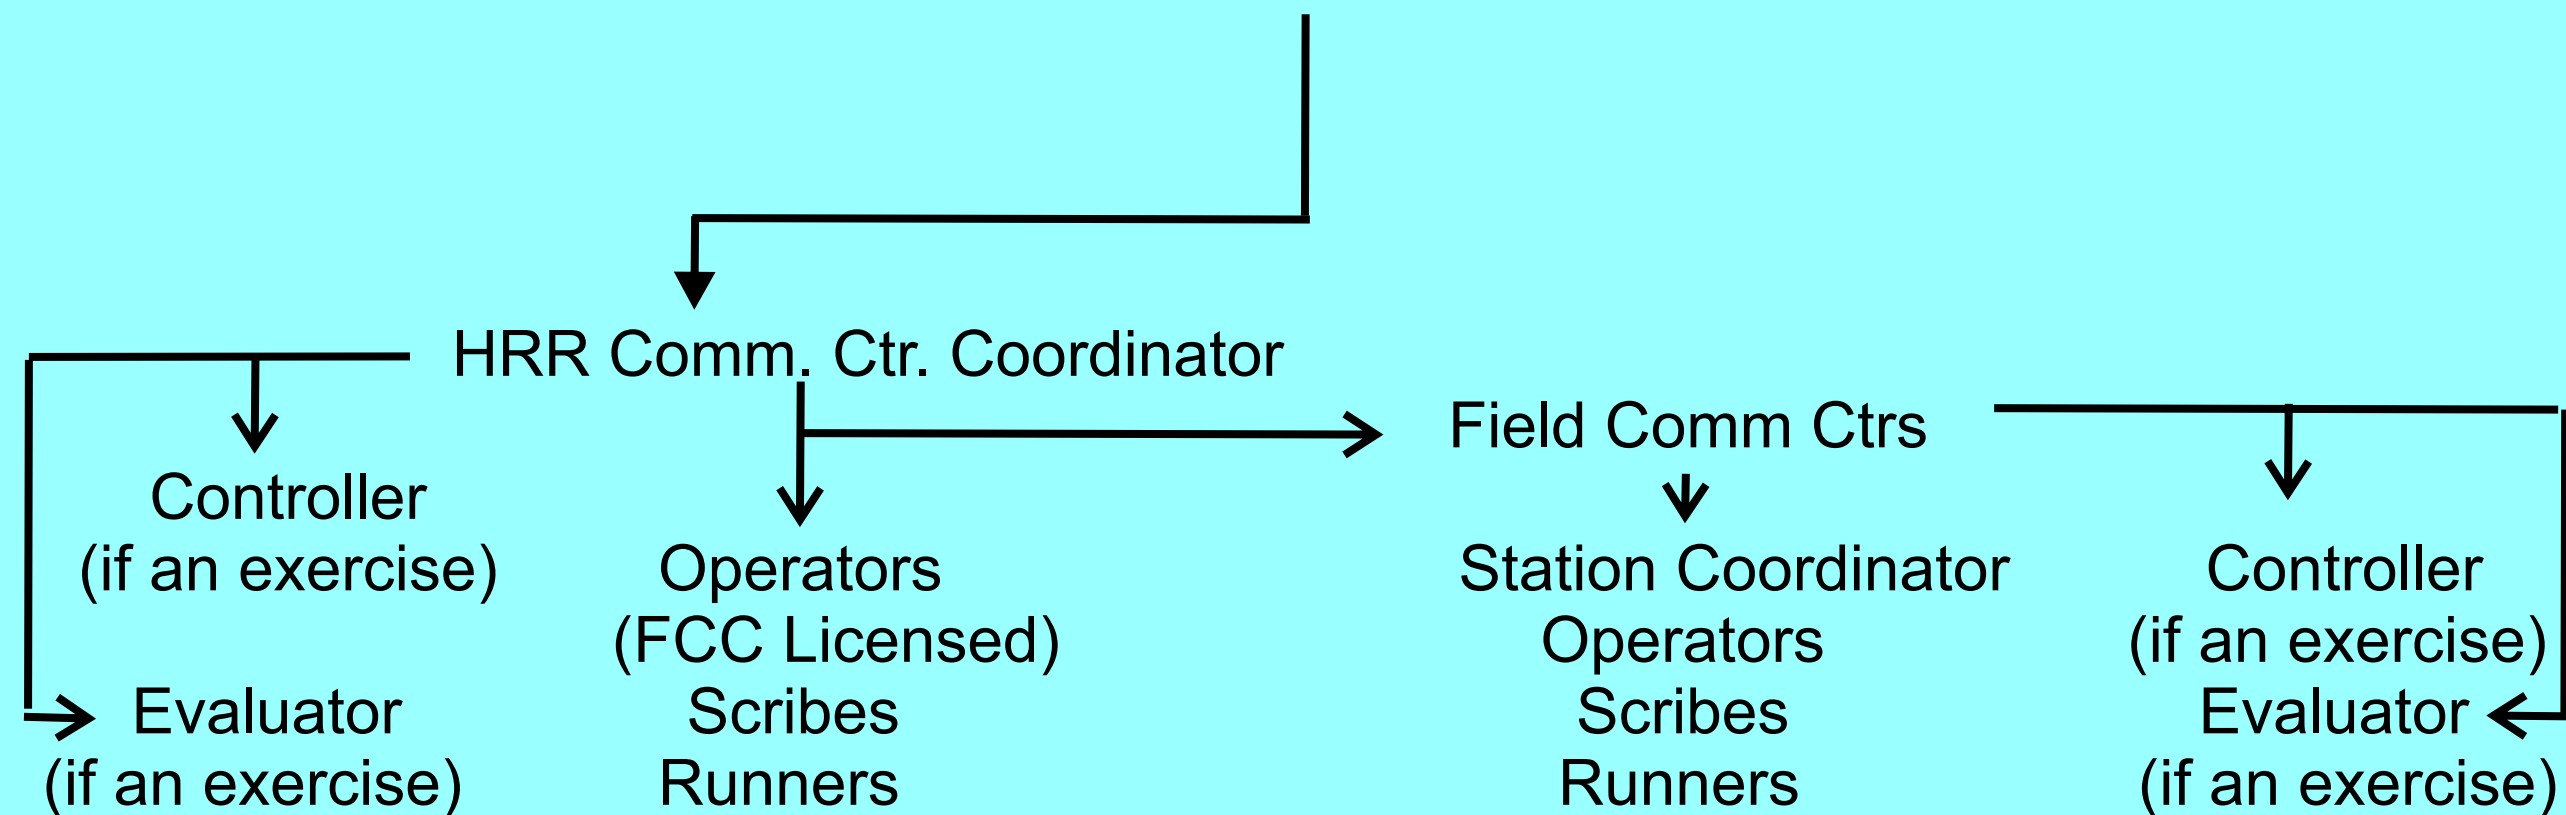 HRR Comm. Ctr. Coordinator
Field Comm Ctrs
Controller
(if an exercise)
Evaluator
(if an exercise)
Operators
(FCC Licensed)
Scribes
Runners
Station Coordinator
Operators
Scribes
Runners
Controller
(if an exercise)
Evaluator
(if an exercise)